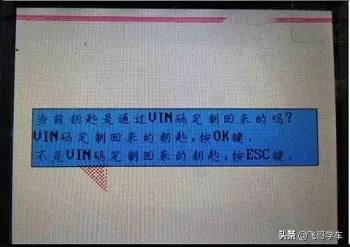 当前钥匙是通过VIN码定制回来的吗?
VIN码定制回来的钥匙,按OK键.
不是VIN码定制回来的钥匙,按ESC键.
头条 @飞哥学车